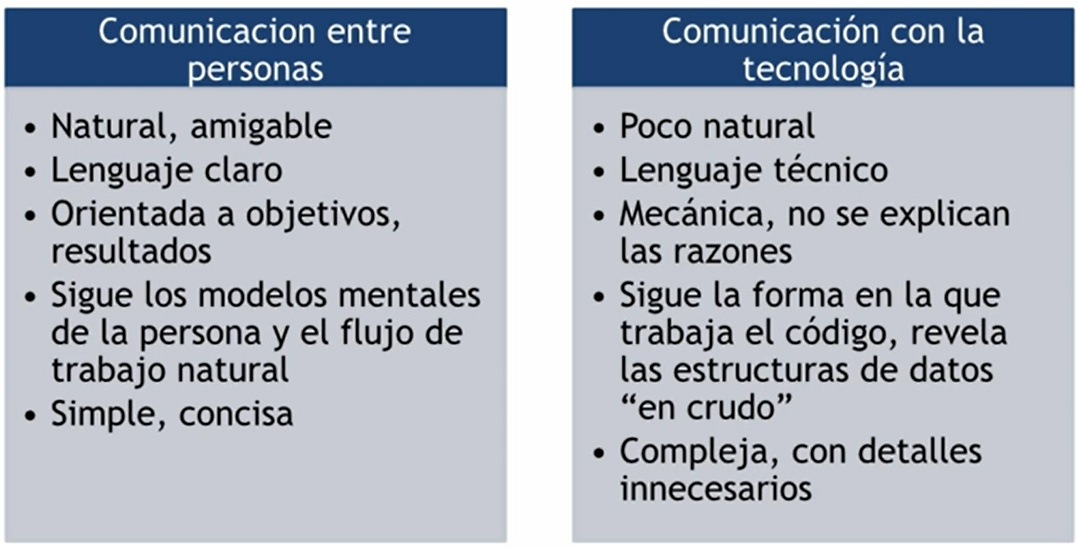 Comunicacion entre
personas
• Natural, amigable
• Lenguaje claro
• Orientada a objetivos,
resultados
• Sigue los modelos mentales
de la persona y el flujo de
trabajo natural
• Simple, concisa
Comunicación con la
tecnología
• Poco natural
• Lenguaje técnico
• Mecánica, no se explican
las razones
• Sigue la forma en la que
trabaja el código, revela
las estructuras de datos
“en crudo”
• Compleja, con detalles
innecesarios